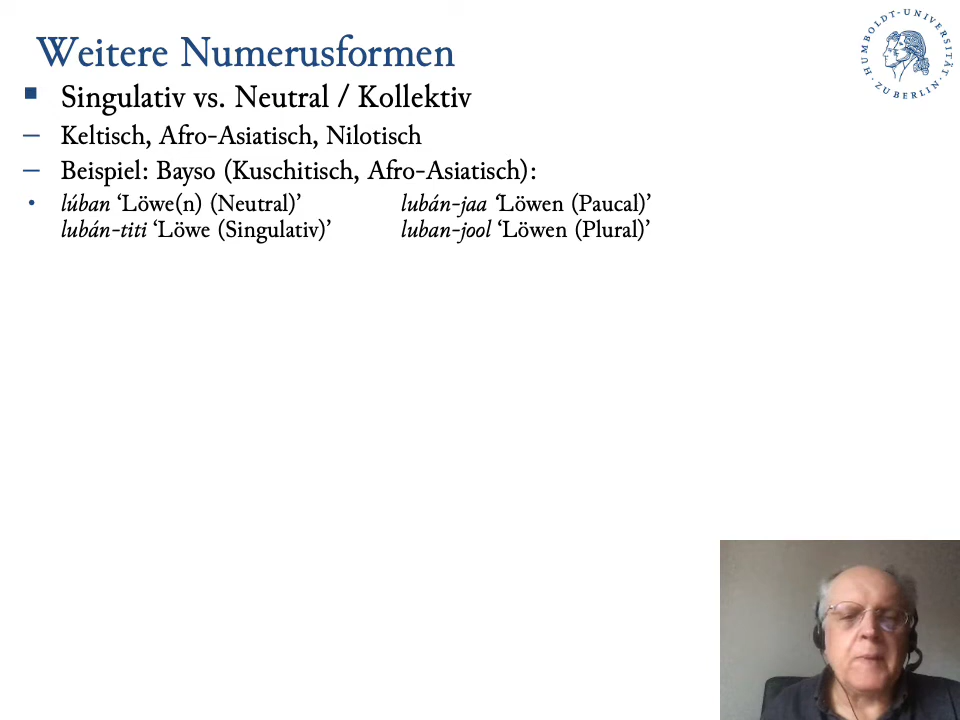 Weitere Numerusformen
HUMBOLDT-UNIVERSITÄT · ZU BERLIN ·
Singulativ vs. Neutral / Kollektiv
Keltisch, Afro-Asiatisch, Nilotisch
Beispiel: Bayso (Kuschitisch, Afro-Asiatisch):
lúban ‘Löwe(n) (Neutral)’ lubán-jaa ‘Löwen (Paucal)’
lubán-titi ‘Löwe (Singulativ)’ luban-jool ‘Löwen (Plural)’